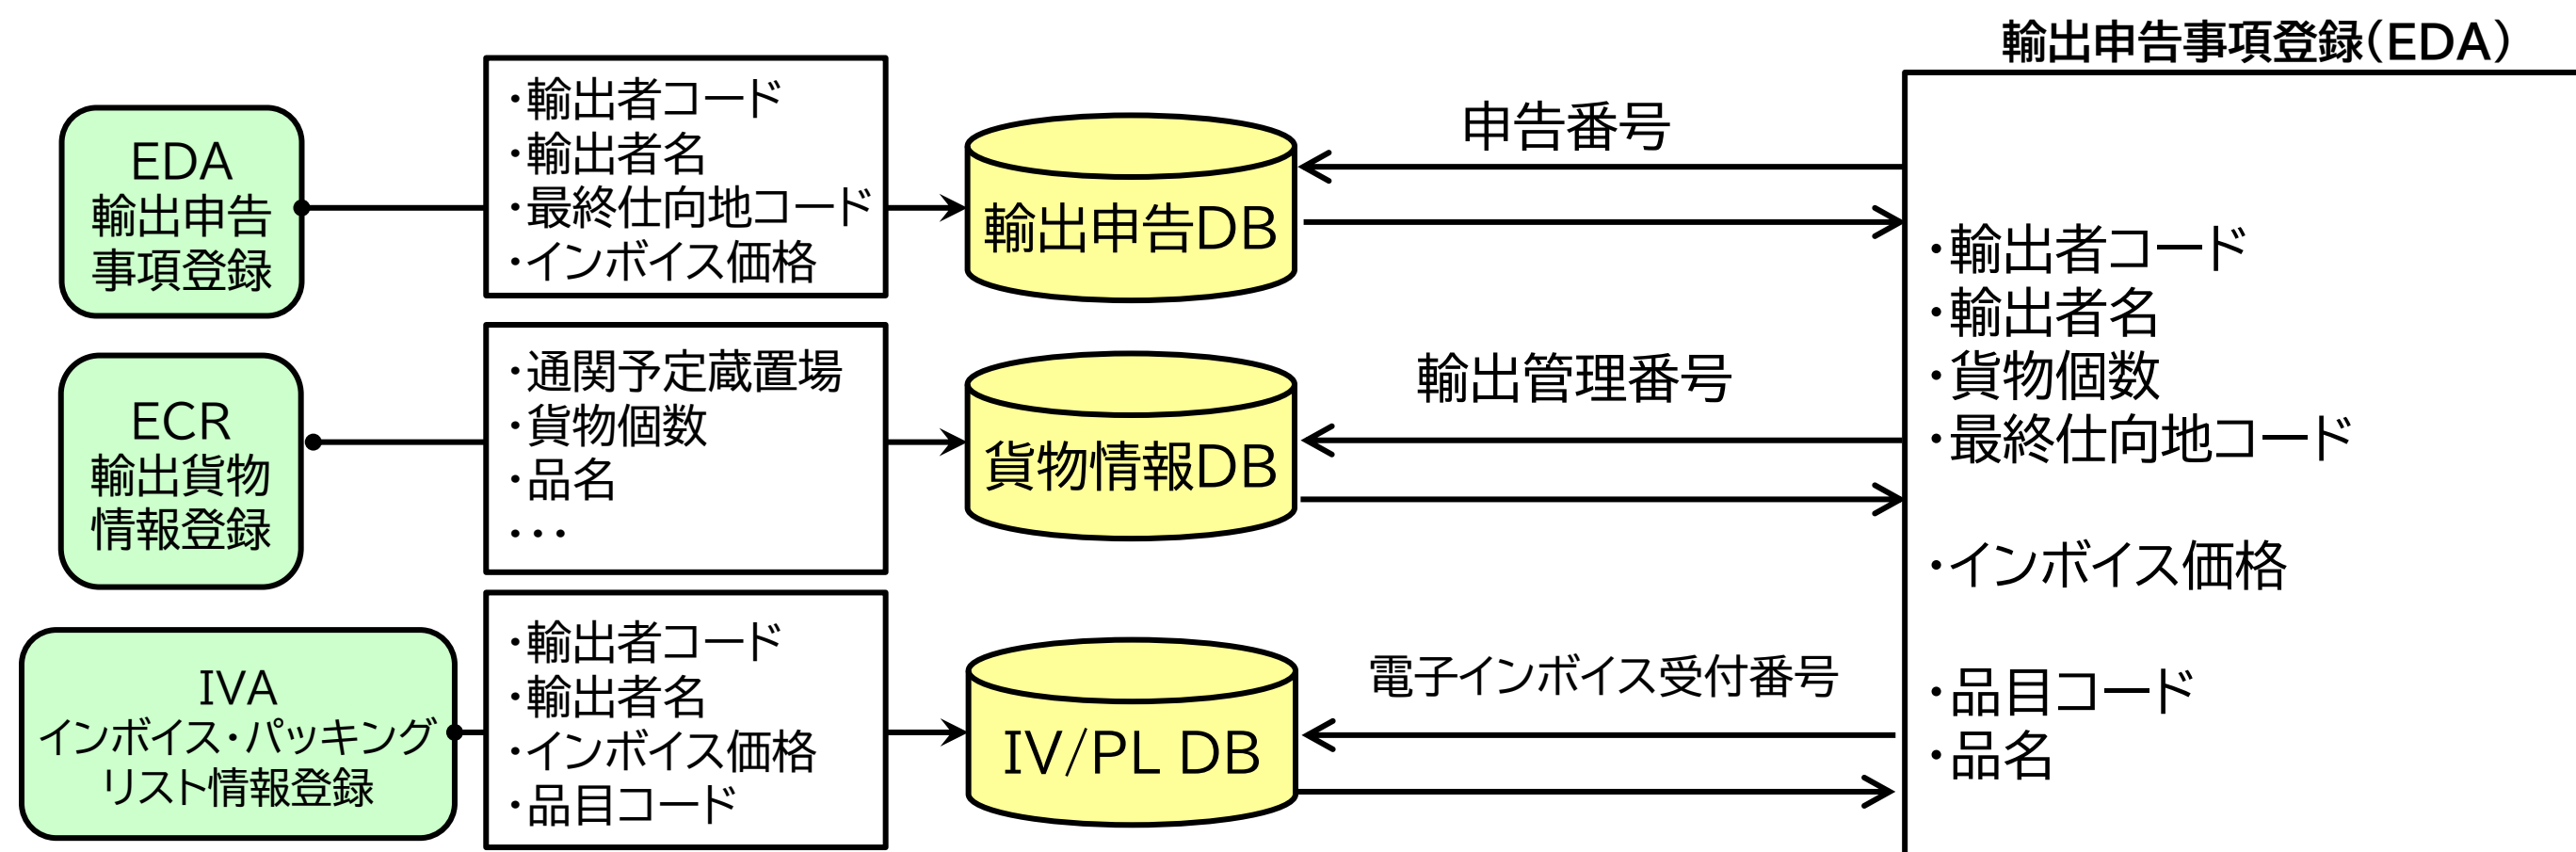 輸出申告事項登録(EDA)
EDA
輸出申告
事項登録
・輸出者コード
・輸出者名
・最終仕向地コード
・インボイス価格
輸出申告DB
申告番号
ECR
輸出貨物
情報登録
・通関予定蔵置場
・貨物個数
・品名
・・・
貨物情報DB
輸出管理番号
IVA
インボイス・パッキング
リスト情報登録
・輸出者コード
・輸出者名
・インボイス価格
・品目コード
IV/PL DB
電子インボイス受付番号
・輸出者コード
・輸出者名
・貨物個数
・最終仕向地コード
・インボイス価格
・品目コード
・品名